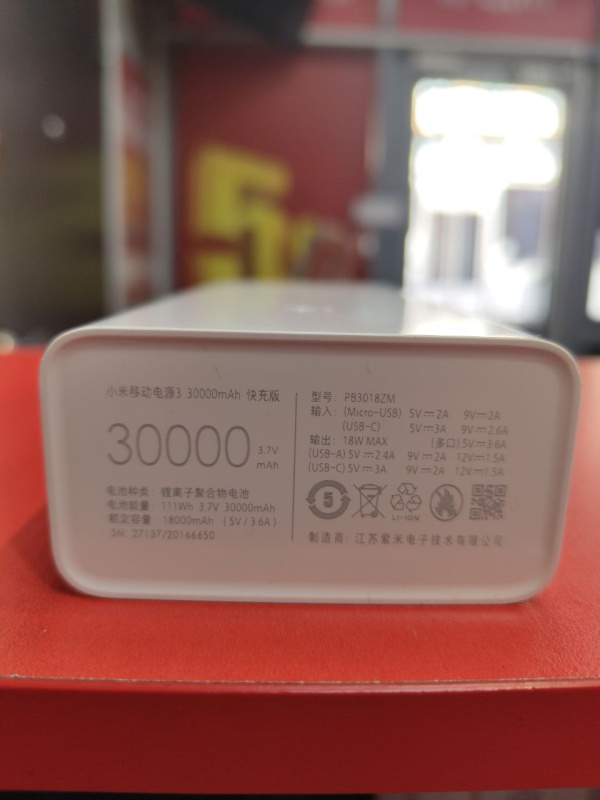 小米移动电源3 30000mAh 快充版
30000 3.7V mAh
电池种类: 锂离子聚合物电池
电池能量: 111Wh 3.7V 30000mAh
额定容量: 18000mAh (5V/3.6A)
SN: 27137/20166650
型号: PB3018ZM
输入: (Micro-USB) 5V⎓2A 9V⎓2A
(USB-C) 5V⎓3A 9V⎓2.6A
输出: 18W MAX (多口) 5V⎓3.6A
(USB-A) 5V⎓2.4A 9V⎓2A 12V⎓1.5A
(USB-C) 5V⎓3A 9V⎓2A 12V⎓1.5A
5
LI-ION
制造商: 江苏紫米电子技术有限公司
5